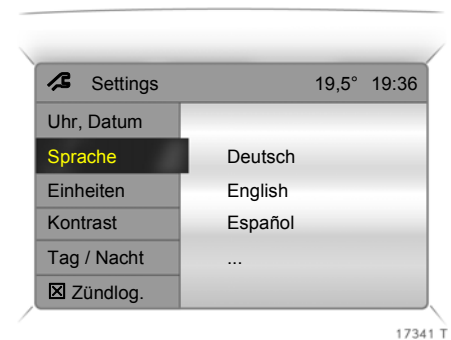 Settings 19,5° 19:36
Uhr, Datum
Sprache Deutsch
Einheiten English
Kontrast Español
Tag / Nacht ...
☒ Zündlog.
17341 T